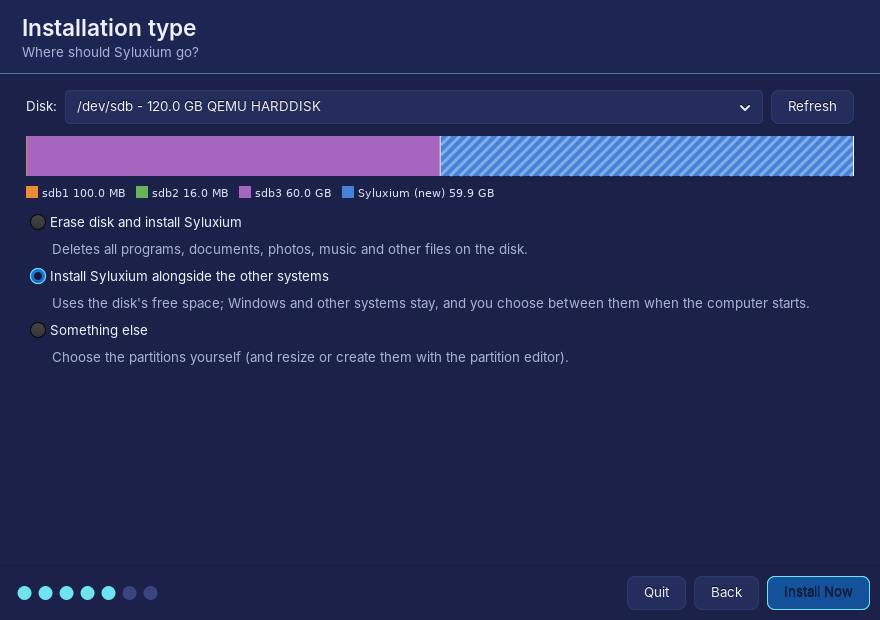 Installation type
Where should Syluxium go?
Disk: /dev/sdb - 120.0 GB QEMU HARDDISK Refresh
sdb1 100.0 MB sdb2 16.0 MB sdb3 60.0 GB Syluxium (new) 59.9 GB
Erase disk and install Syluxium
Deletes all programs, documents, photos, music and other files on the disk.
Install Syluxium alongside the other systems
Uses the disk's free space; Windows and other systems stay, and you choose between them when the computer starts.
Something else
Choose the partitions yourself (and resize or create them with the partition editor).
Quit Back Install Now